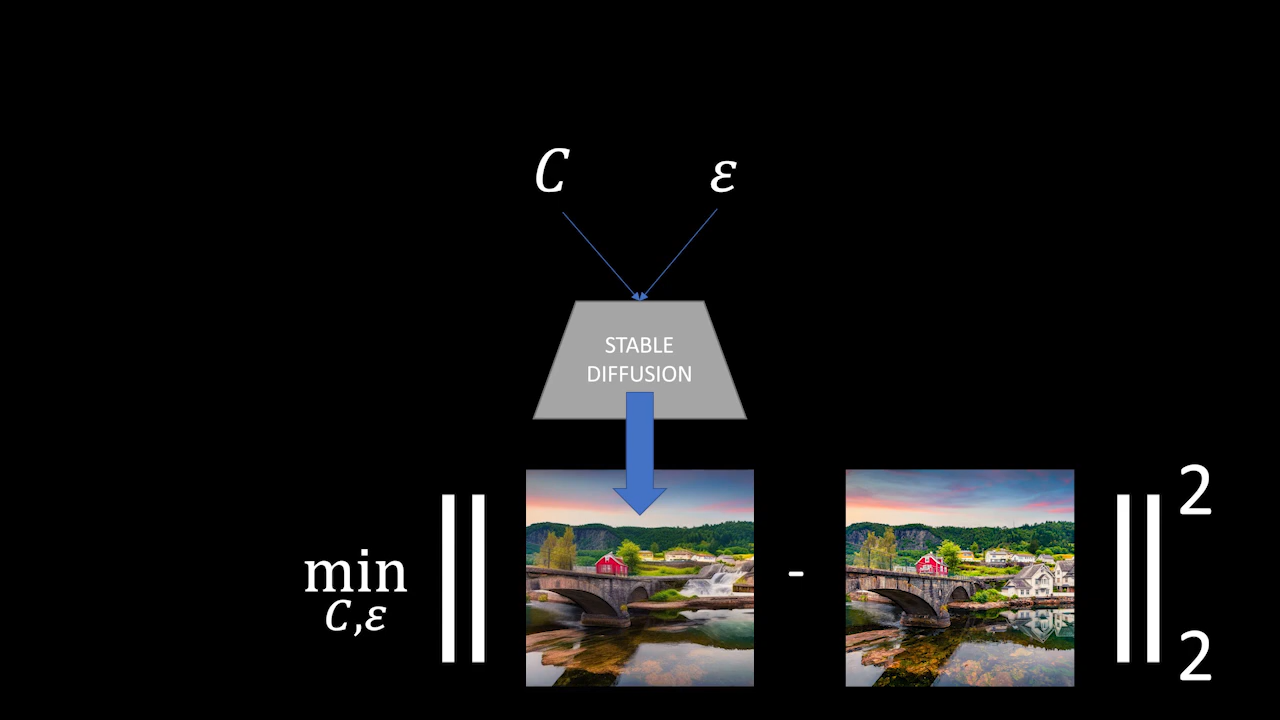 C ε
STABLE
DIFFUSION
min ‖ - ‖ 2
C,ε 2